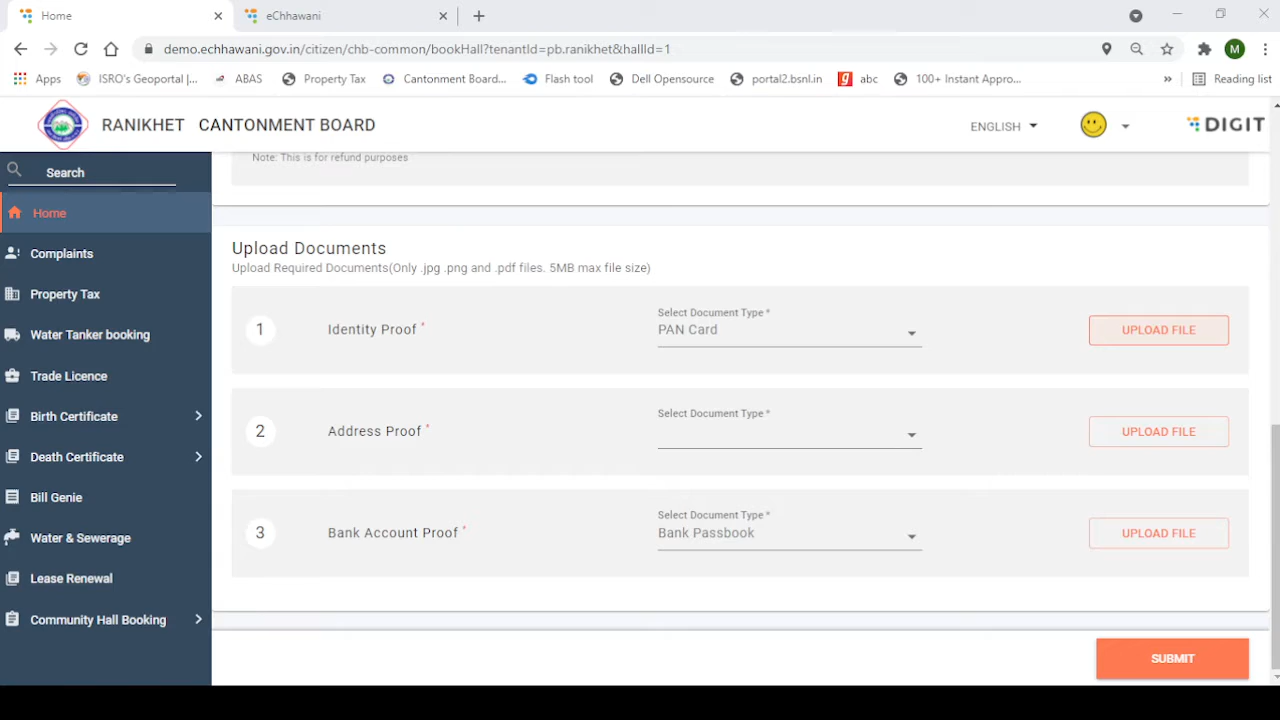 Home
eChhawani
demo.echhawani.gov.in/citizen/chb-common/bookHall?tenantId=pb.ranikhet&hallId=1
M
Apps
ISRO's Geoportal |...
ABAS
Property Tax
Cantonment Board...
Flash tool
Dell Opensource
portal2.bsnl.in
g abc
100+ Instant Appro...
»
Reading list
RANIKHET CANTONMENT BOARD
ENGLISH
DIGIT
Search
Home
Complaints
Property Tax
Water Tanker booking
Trade Licence
Birth Certificate
Death Certificate
Bill Genie
Water & Sewerage
Lease Renewal
Community Hall Booking
Note: This is for refund purposes
Upload Documents
Upload Required Documents(Only .jpg .png and .pdf files. 5MB max file size)
1
Identity Proof *
Select Document Type *
PAN Card
UPLOAD FILE
2
Address Proof *
Select Document Type *
UPLOAD FILE
3
Bank Account Proof *
Select Document Type *
Bank Passbook
UPLOAD FILE
SUBMIT